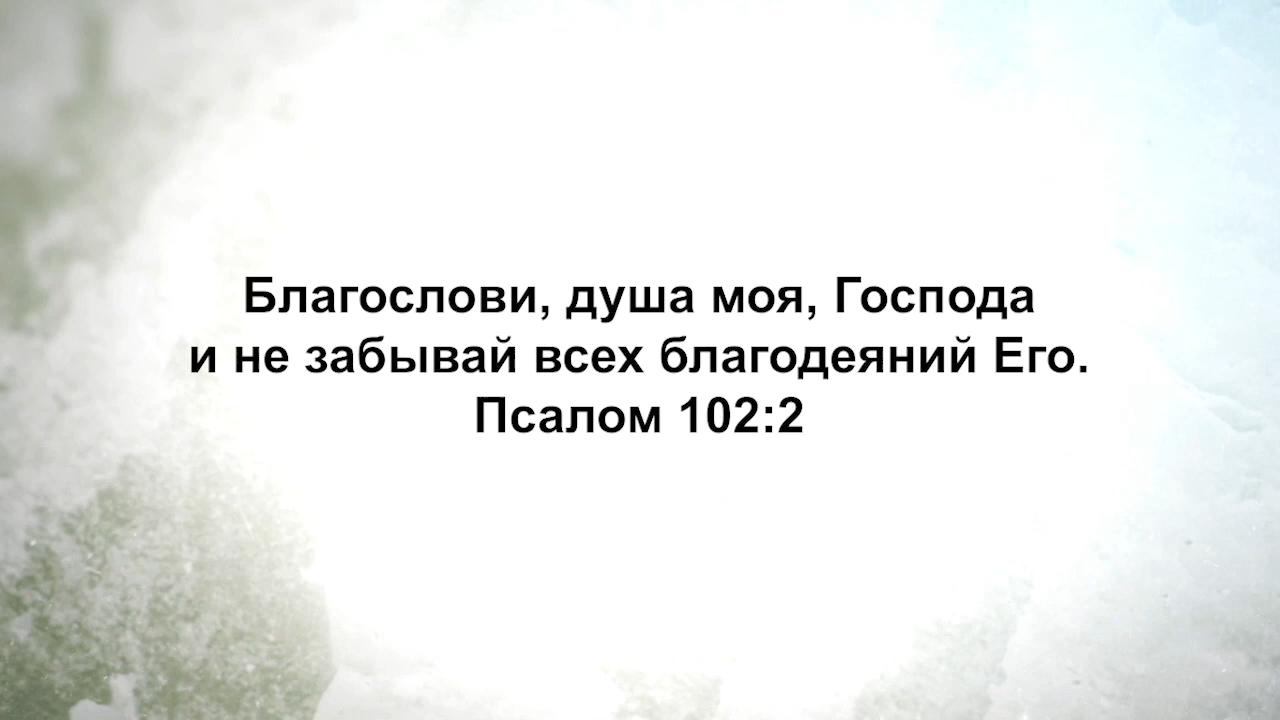 Благослови, душа моя, Господа
и не забывай всех благодеяний Его.
Псалом 102:2